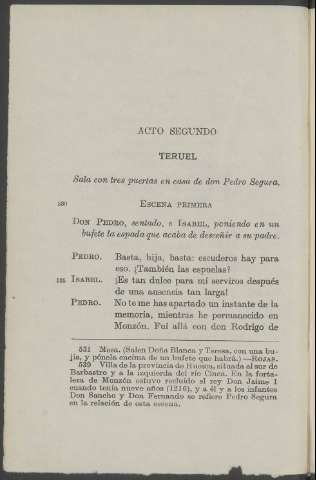 ACTO SEGUNDO
TERUEL
Sala con tres puertas en casa de don Pedro Segura.
530 ESCENA PRIMERA
DON PEDRO, sentado, e ISABEL, poniendo en un
bufete la espada que acaba de desceñir a su padre.
PEDRO. Basta, hija, basta: escuderos hay para
eso. ¡También las espuelas?
535 ISABEL. ¡Es tan dulce para mí serviros después
de una ausencia tan larga!
PEDRO. No te me has apartado un instante de la
memoria, mientras he permanecido en
Monzón. Fuí allá con don Rodrigo de
531 Mesa. (Salen Doña Blanca y Teresa, con una bu-
jía, y pónela encima de un bufete que habrá.) —ROJAS.
539 Villa de la provincia de Huesca, situada al sur de
Barbastro y a la izquierda del río Cinca. En la forta-
leza de Monzón estuvo recluído el rey Don Jaime I
cuando tenía nueve años (1216), y a él y a los infantes
Don Sancho y Don Fernando se refiere Pedro Segura
en la relación de esta escena.